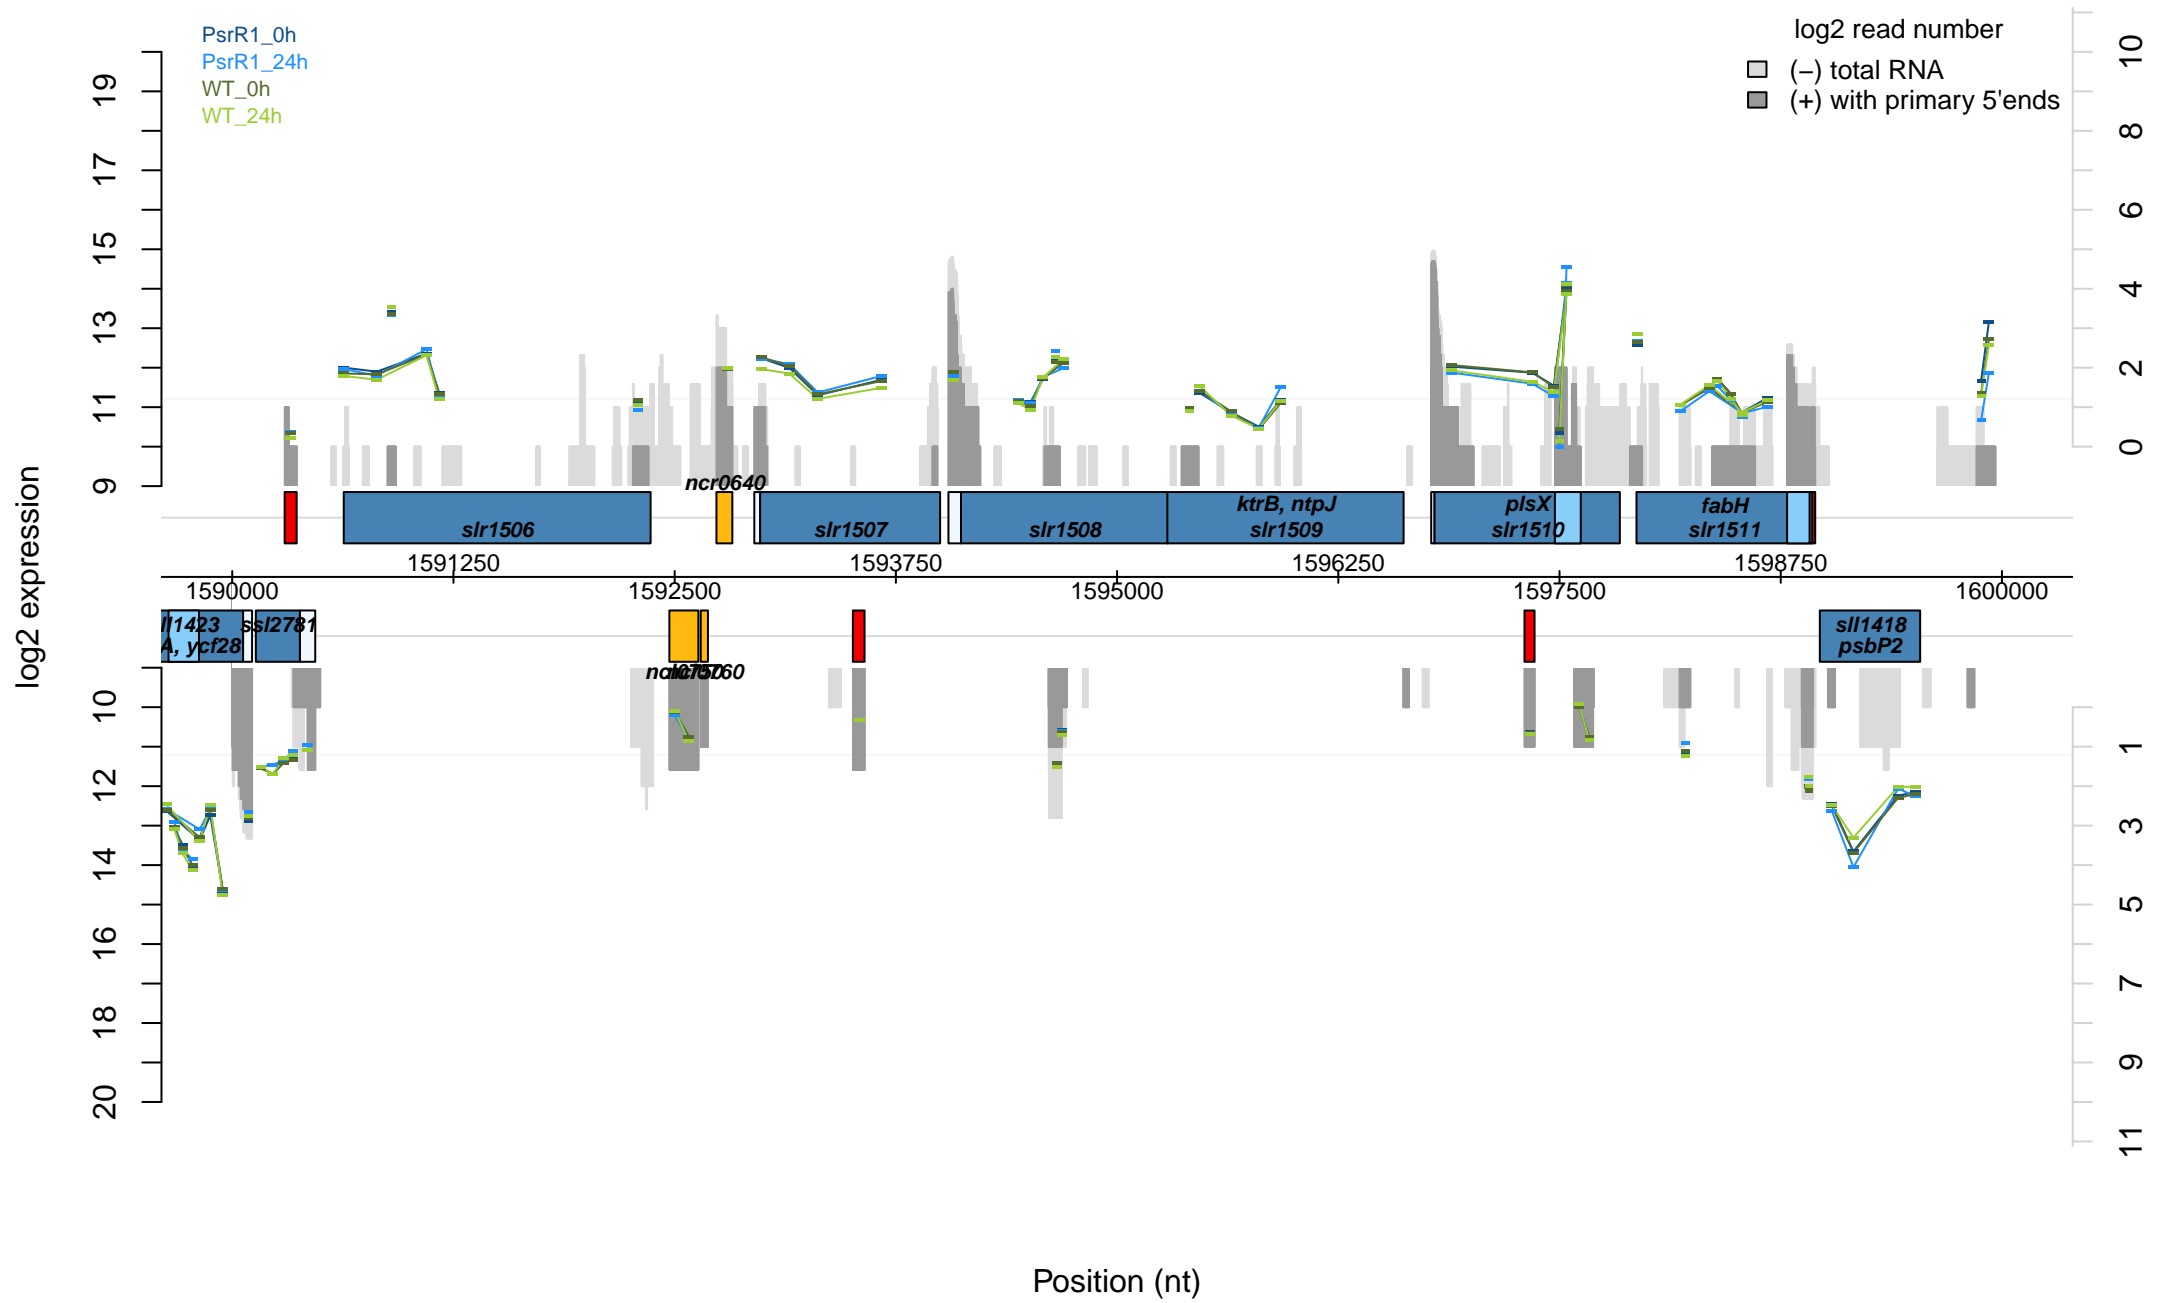 PsrR1_0h
PsrR1_24h
WT_0h
WT_24h
log2 read number
(−) total RNA
(+) with primary 5'ends
19
17
15
13
11
9
10
8
6
4
2
0
log2 expression
ncr0640
slr1506
slr1507
slr1508
ktrB, ntpJ
slr1509
plsX
slr1510
fabH
slr1511
1591250
1593750
1596250
1598750
1590000
1592500
1595000
1597500
1600000
ll1423
A, ycf28
ssl2781
sll1418
psbP2
10
12
14
16
18
20
1
3
5
7
9
11
Position (nt)